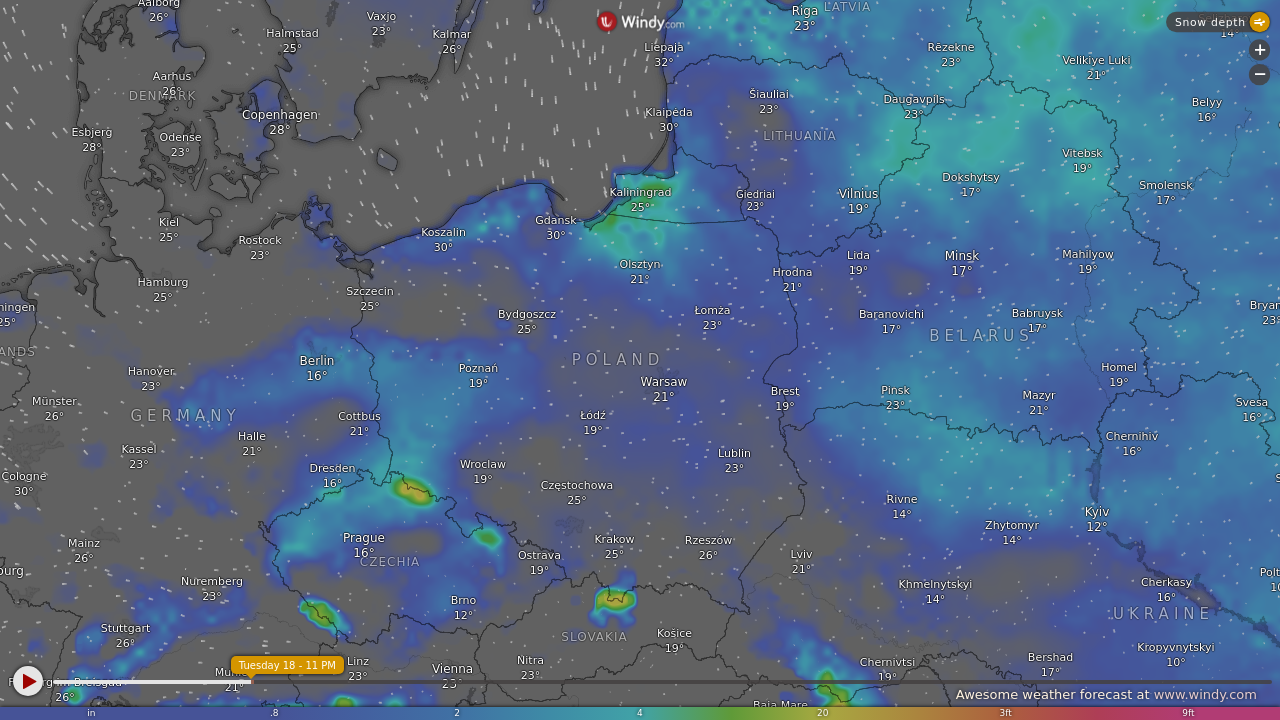 Aalborg
26°
Vaxjo
23°
Riga
23°
LATVIA
Windy.com
Snow depth
14°
Halmstad
25°
Kalmar
26°
Liepaja
32°
Rēzekne
23°
Velikiye Luki
21°
Aarhus
26°
DENMARK
Šiauliai
23°
Daugavpils
23°
Belyy
16°
Copenhagen
28°
Klaipėda
30°
Esbjerg
28°
Odense
23°
LITHUANIA
Vitebsk
19°
Dokshytsy
17°
Smolensk
17°
Kaliningrad
25°
Giedriai
23°
Vilnius
19°
Kiel
25°
Gdansk
30°
Koszalin
30°
Rostock
23°
Lida
19°
Minsk
17°
Mahilyow
19°
Olsztyn
21°
Hrodna
21°
Hamburg
25°
Szczecin
25°
ningen
25°
Bryan
23°
Bydgoszcz
25°
Łomża
23°
Baranovichi
17°
Babruysk
17°
BELARUS
ANDS
POLAND
Berlin
16°
Hanover
23°
Poznań
19°
Warsaw
21°
Brest
19°
Homel
19°
Pinsk
23°
Mazyr
21°
Münster
26°
Svesa
16°
GERMANY
Cottbus
21°
Łódź
19°
Halle
21°
Chernihiv
16°
Kassel
23°
Lublin
23°
Dresden
16°
Wroclaw
19°
Cologne
30°
Częstochowa
25°
Rivne
14°
Kyiv
12°
Zhytomyr
14°
Prague
16°
Krakow
25°
Rzeszow
26°
Mainz
26°
CZECHIA
Ostrava
19°
Lviv
21°
burg
Nuremberg
23°
Khmelnytskyi
14°
Cherkasy
16°
Polt
10
Brno
12°
UKRAINE
Stuttgart
26°
SLOVAKIA
Košice
19°
Kropyvnytskyi
10°
Bershad
17°
Linz
23°
Nitra
23°
Chernivtsi
19°
Vienna
23°
Tuesday 18 - 11 PM
21°
26°
Awesome weather forecast at www.windy.com
Baia Mare
in .8 2 4 20 3ft 9ft